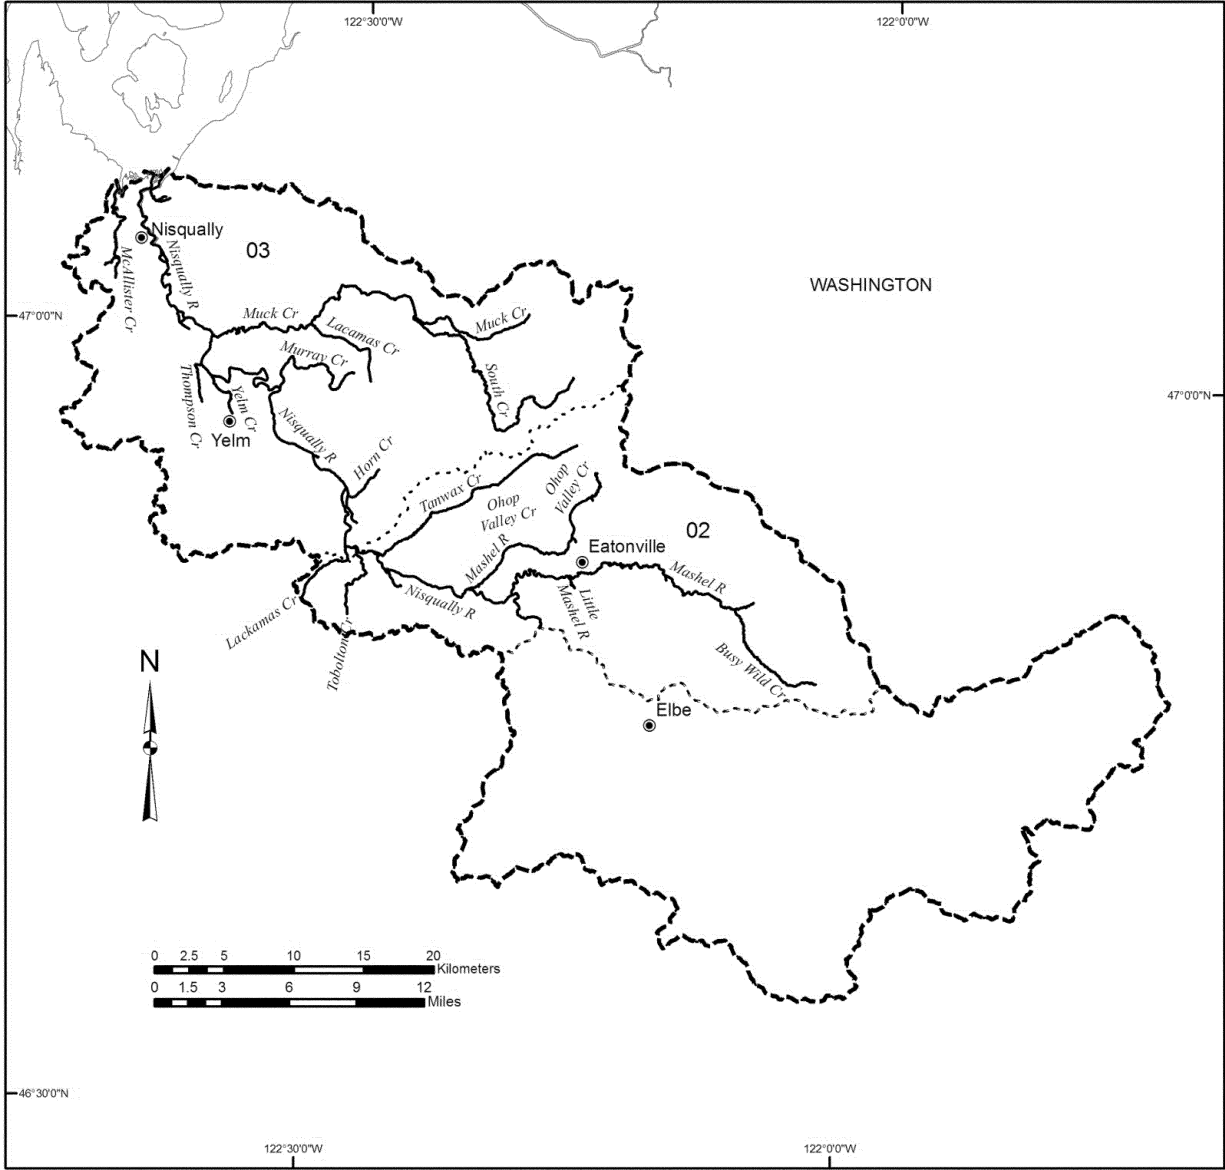 122°30'0"W
122°0'0"W
Nisqually
03
McAllister Cr
Nisqually R
WASHINGTON
47°0'0"N
Muck Cr
Muck Cr
Lacamas Cr
Murray Cr
Thompson Cr
Yelm Cr
South Cr
47°0'0"N
Yelm
Nisqually R
Horn Cr
Tanwax Cr
Ohop
Valley Cr
Ohop
Valley Cr
02
Eatonville
Mashel R
Mashel R
Nisqually R
Little
Mashel R
Lackamas Cr
Tobolton Cr
Busy Wild Cr
N
Elbe
0 2.5 5 10 15 20
Kilometers
0 1.5 3 6 9 12
Miles
46°30'0"N
122°30'0"W
122°0'0"W